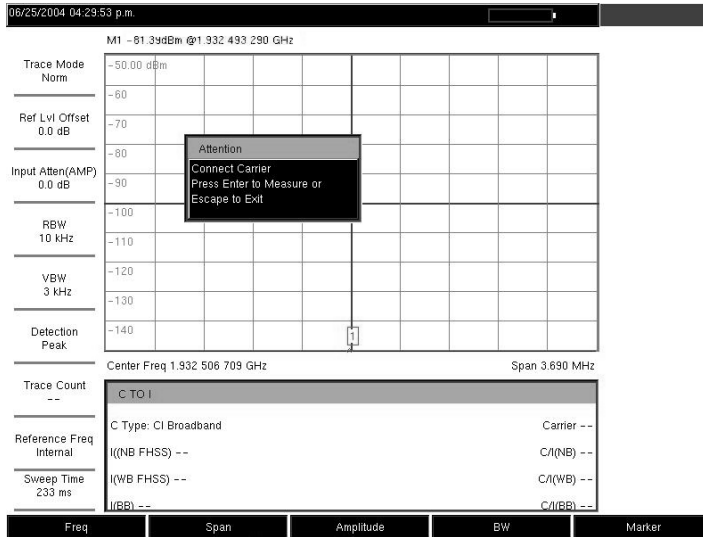 06/25/2004 04:29:53 p.m.
M1 -81.39dBm @1.932 493 290 GHz
Trace Mode
Norm
Ref Lvl Offset
0.0 dB
Input Atten(AMP)
0.0 dB
RBW
10 kHz
VBW
3 kHz
Detection
Peak
Trace Count
--
Reference Freq
Internal
Sweep Time
233 ms
-50.00 dBm
-60
-70
-80
-90
-100
-110
-120
-130
-140
Attention
Connect Carrier
Press Enter to Measure or
Escape to Exit
1
Center Freq 1.932 506 709 GHz Span 3.690 MHz
C TO I
C Type: CI Broadband Carrier --
I((NB FHSS) -- C/I(NB) --
I(WB FHSS) -- C/I(WB) --
I(BB) -- C/I(BB) --
Freq Span Amplitude BW Marker